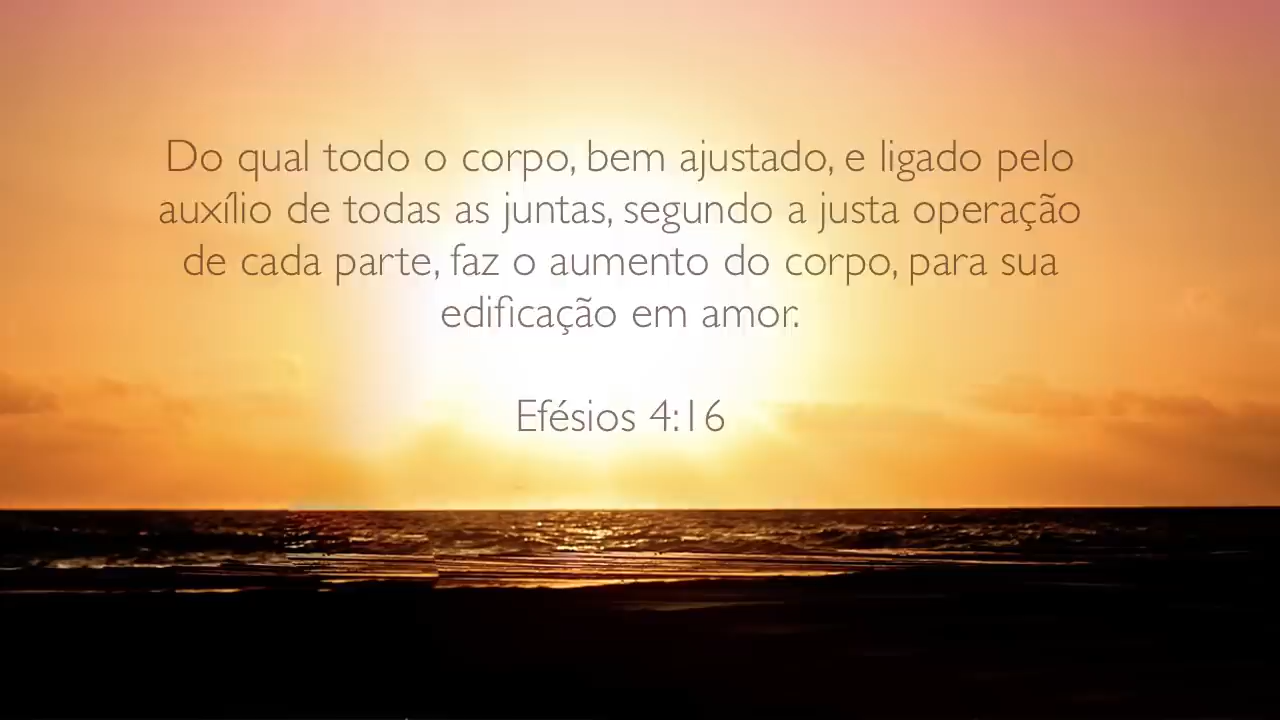 Do qual todo o corpo, bem ajustado, e ligado pelo
auxílio de todas as juntas, segundo a justa operação
de cada parte, faz o aumento do corpo, para sua
edificação em amor.
Efésios 4:16